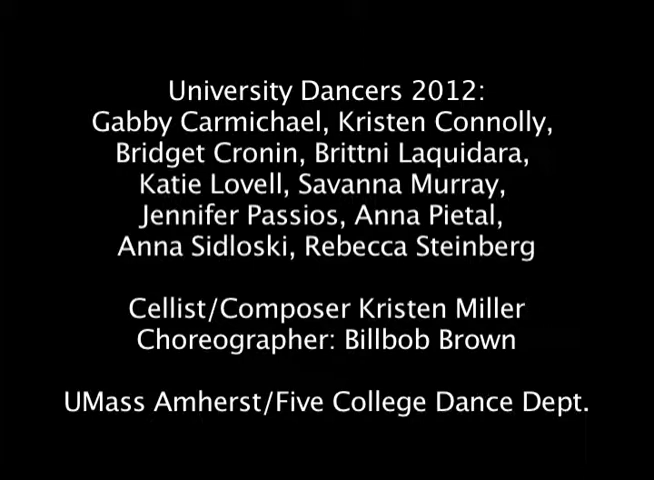 University Dancers 2012:
Gabby Carmichael, Kristen Connolly,
Bridget Cronin, Brittni Laquidara,
Katie Lovell, Savanna Murray,
Jennifer Passios, Anna Pietal,
Anna Sidloski, Rebecca Steinberg
Cellist/Composer Kristen Miller
Choreographer: Billbob Brown
UMass Amherst/Five College Dance Dept.